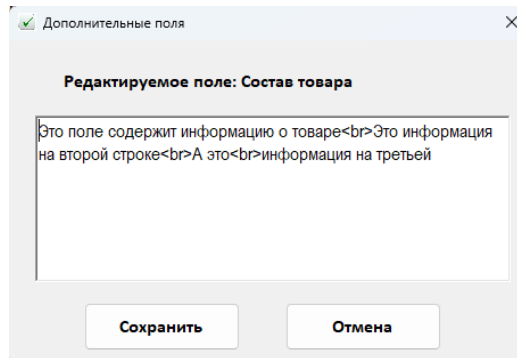 Дополнительные поля
Редактируемое поле: Состав товара
Это поле содержит информацию о товаре<br>Это информация
на второй строке<br>А это<br>информация на третьей
Сохранить
Отмена